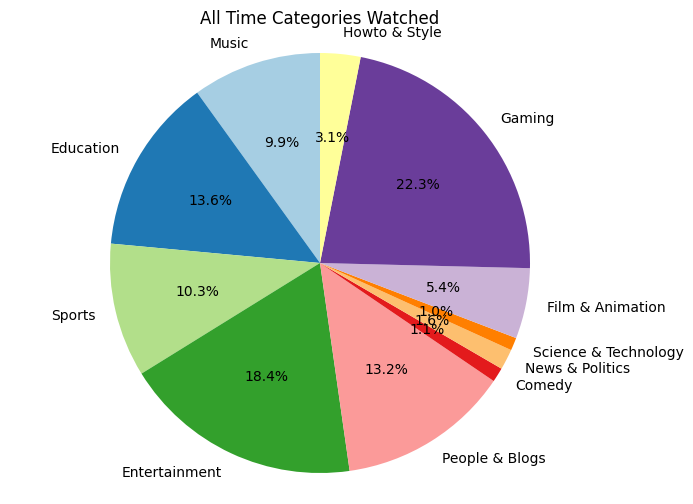 All Time Categories Watched
Howto & Style
Music
3.1%
9.9%
Gaming
22.3%
Education
13.6%
Sports
10.3%
5.4%
Film & Animation
1.0%
1.6%
1.1%
Science & Technology
News & Politics
Comedy
18.4%
13.2%
Entertainment
People & Blogs